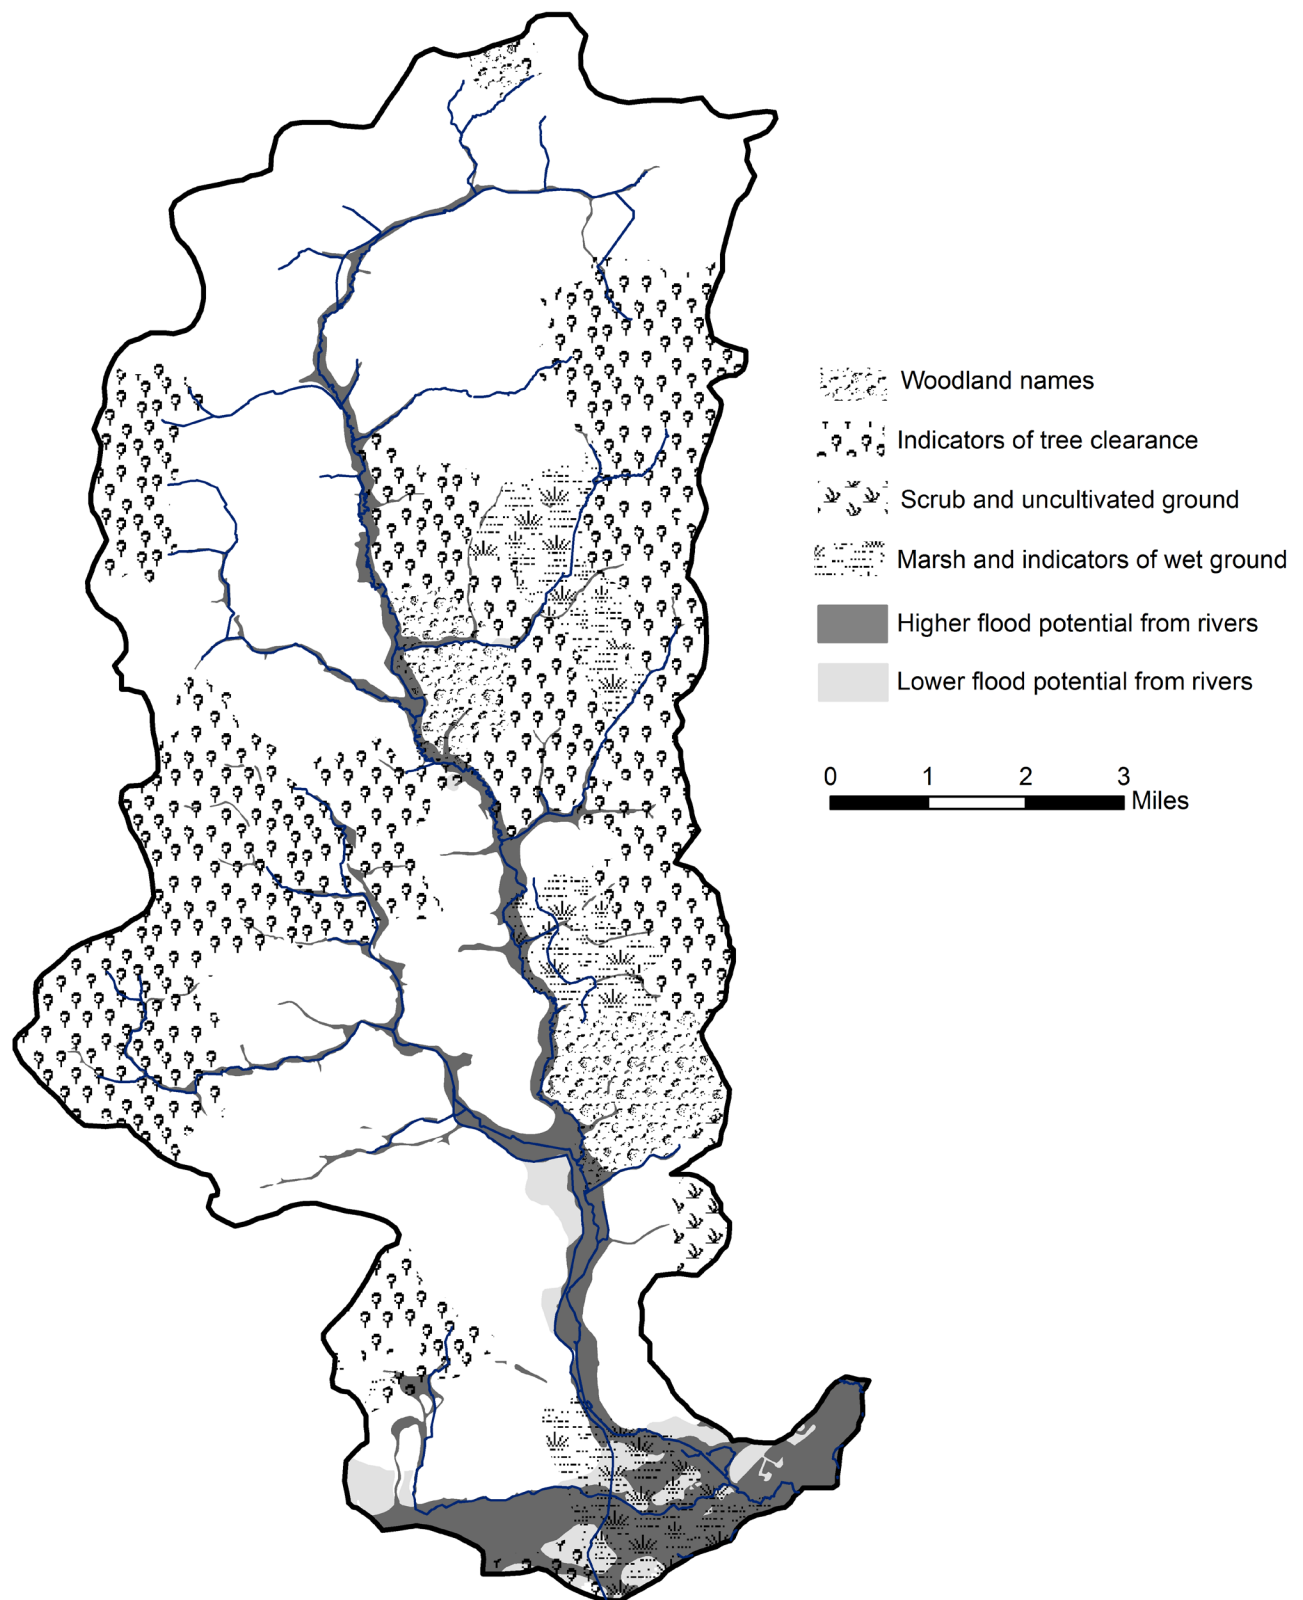 Woodland names
Indicators of tree clearance
Scrub and uncultivated ground
Marsh and indicators of wet ground
Higher flood potential from rivers
Lower flood potential from rivers
0 1 2 3
Miles